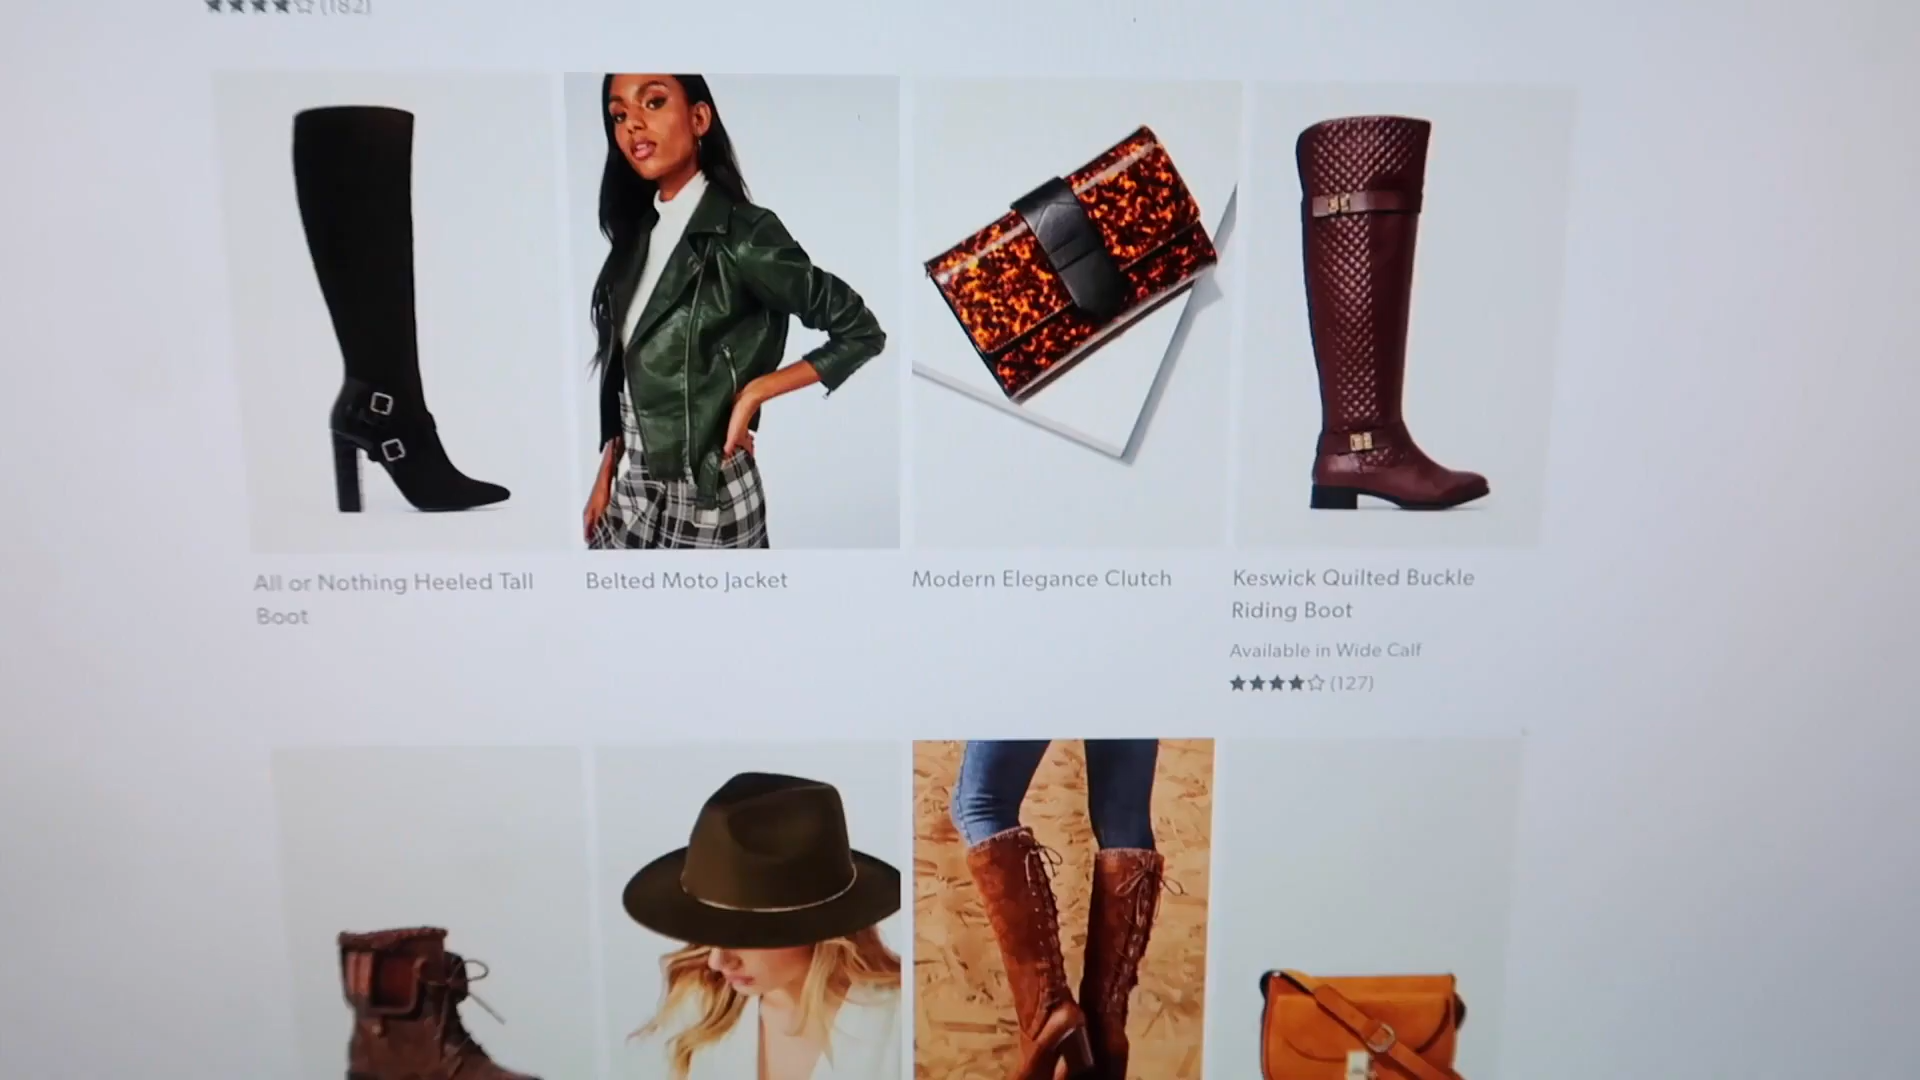 ★★★★☆ (182)
All or Nothing Heeled Tall
Boot
Belted Moto Jacket
Modern Elegance Clutch
Keswick Quilted Buckle
Riding Boot
Available in Wide Calf
★★★★☆ (127)